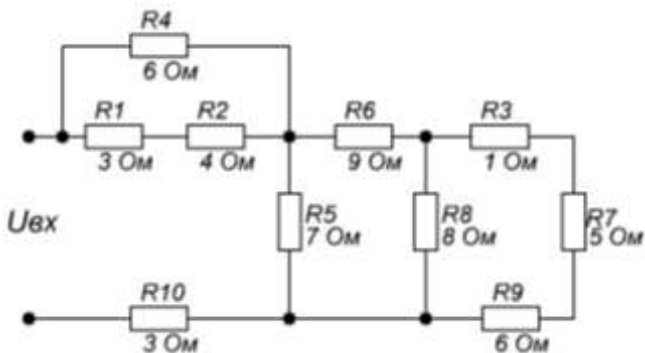 R4
6 Ом
R1
3 Ом
R2
4 Ом
R6
9 Ом
R3
1 Ом
Uвх
R5
7 Ом
R8
8 Ом
R7
5 Ом
R10
3 Ом
R9
6 Ом